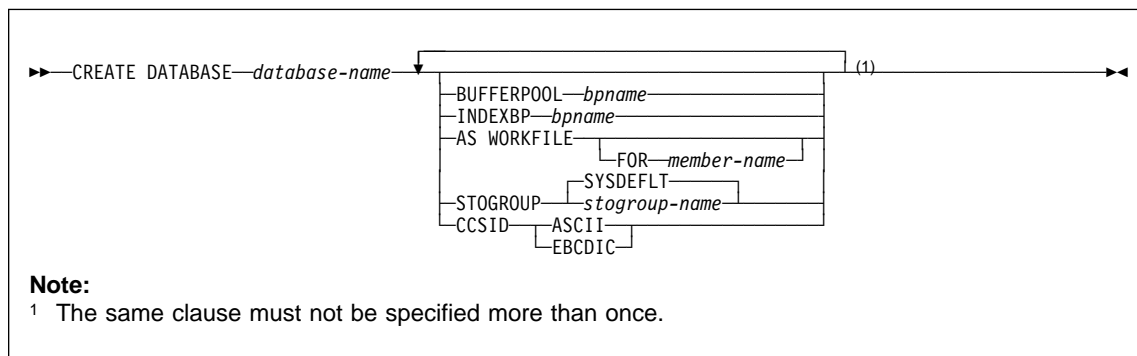 CREATE DATABASE database-name (1)
BUFFERPOOL bpname
INDEXBP bpname
AS WORKFILE
FOR member-name
SYSDEFLT
STOGROUP stogroup-name
CCSID ASCII
EBCDIC
Note:
1 The same clause must not be specified more than once.